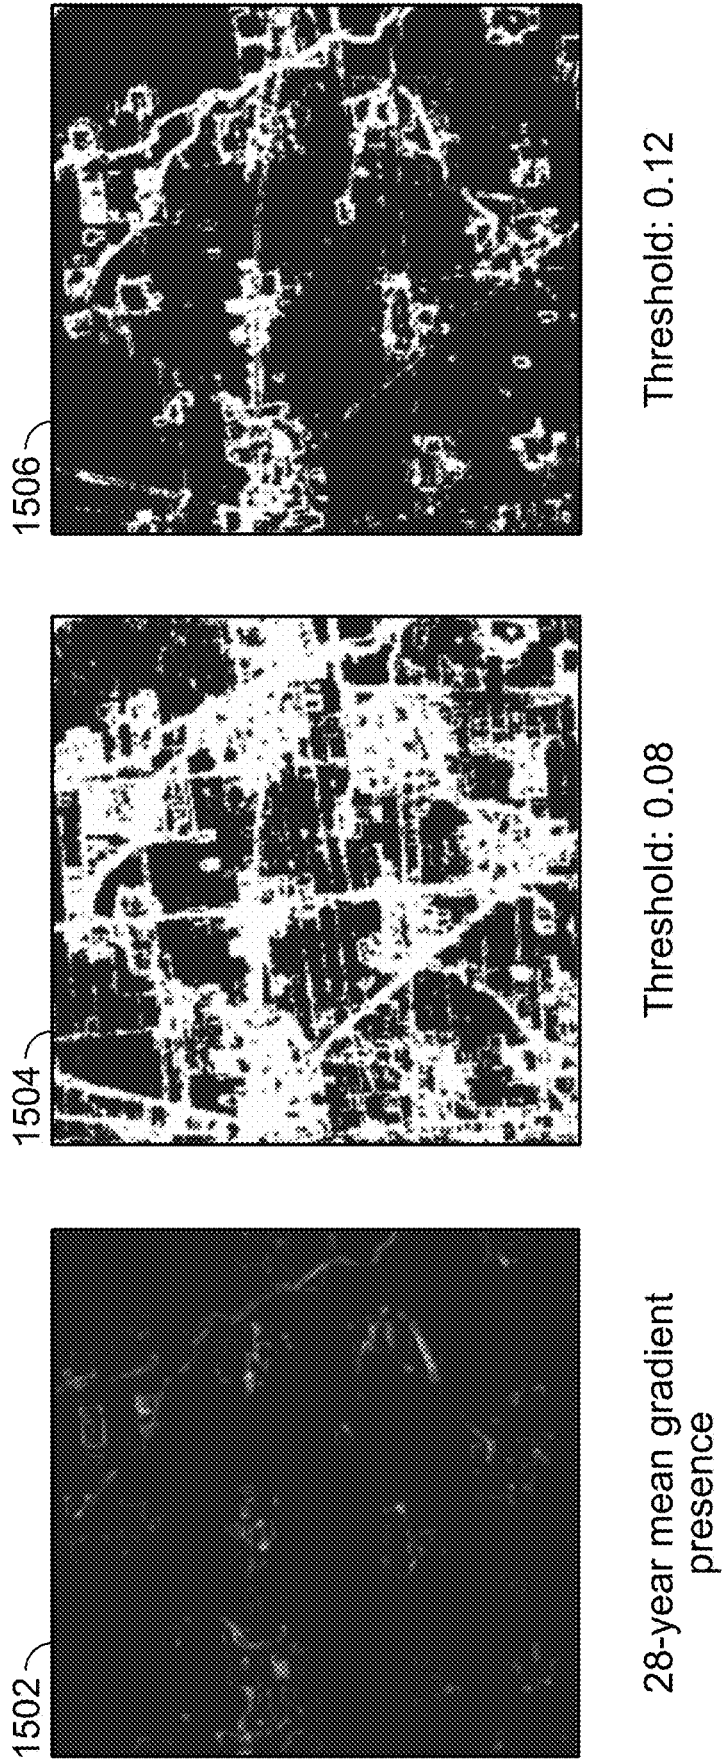 1502
1504
1506
28-year mean gradient
presence
Threshold: 0.08
Threshold: 0.12